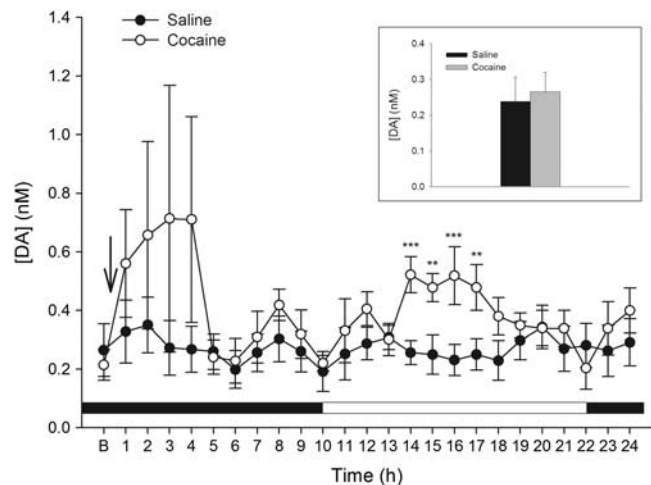 Saline
Cocaine
[DA] (nM)
1.4
1.2
1.0
0.8
0.6
0.4
0.2
0.0
Saline
Cocaine
[DA] (nM)
0.4
0.3
0.2
0.1
0.0
*** ** *** **
B 1 2 3 4 5 6 7 8 9 10 11 12 13 14 15 16 17 18 19 20 21 22 23 24
Time (h)